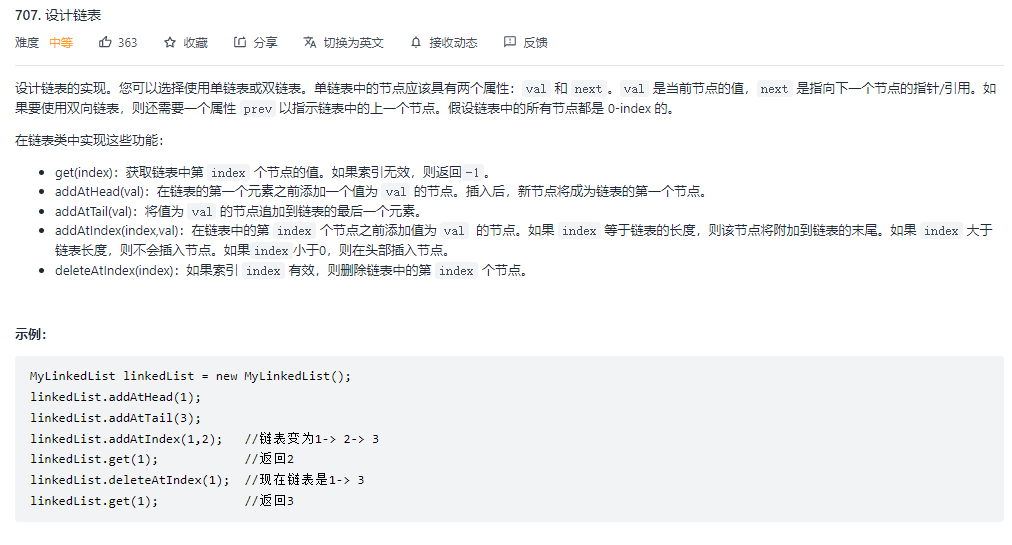 707. 设计链表
难度 中等 363 收藏 分享 切换为英文 接收动态 反馈
设计链表的实现。您可以选择使用单链表或双链表。单链表中的节点应该具有两个属性：val 和 next。val 是当前节点的值，next 是指向下一个节点的指针/引用。如
果要使用双向链表，则还需要一个属性 prev 以指示链表中的上一个节点。假设链表中的所有节点都是 0-index 的。
在链表类中实现这些功能：
• get(index)：获取链表中第 index 个节点的值。如果索引无效，则返回-1。
• addAtHead(val)：在链表的第一个元素之前添加一个值为 val 的节点。插入后，新节点将成为链表的第一个节点。
• addAtTail(val)：将值为 val 的节点追加到链表的最后一个元素。
• addAtIndex(index,val)：在链表中的第 index 个节点之前添加值为 val 的节点。如果 index 等于链表的长度，则该节点将附加到链表的末尾。如果 index 大于
链表长度，则不会插入节点。如果index小于0，则在头部插入节点。
• deleteAtIndex(index)：如果索引 index 有效，则删除链表中的第 index 个节点。
示例：
MyLinkedList linkedList = new MyLinkedList();
linkedList.addAtHead(1);
linkedList.addAtTail(3);
linkedList.addAtIndex(1,2); //链表变为1-> 2-> 3
linkedList.get(1); //返回2
linkedList.deleteAtIndex(1); //现在链表是1-> 3
linkedList.get(1); //返回3